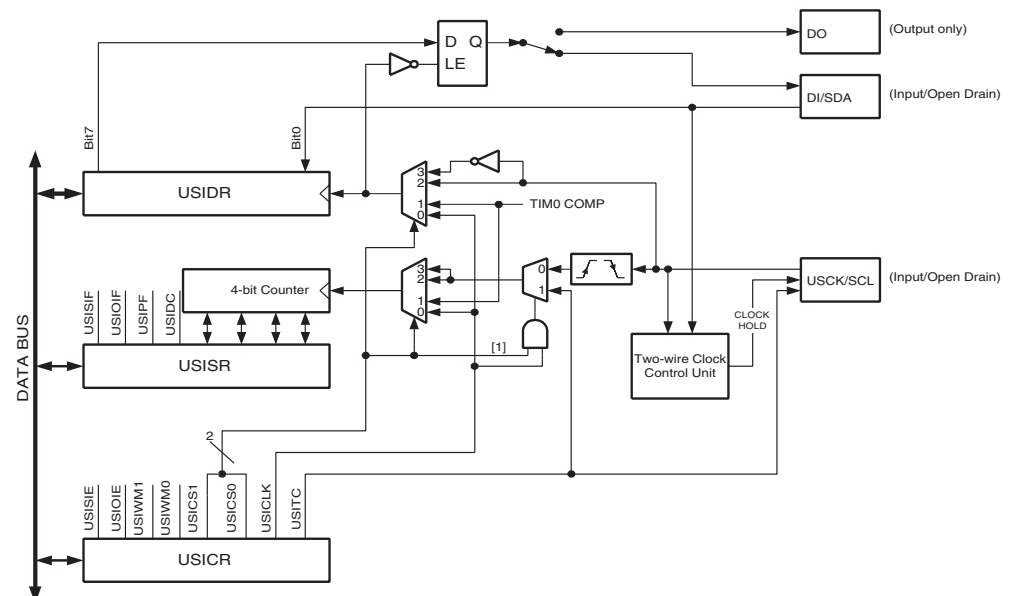 DO (Output only)
D Q
LE
DI/SDA (Input/Open Drain)
Bit7
Bit0
3
2
USIDR
1
0
TIM0 COMP
4-bit Counter
3
2
1
0
0
1
USCK/SCL (Input/Open Drain)
CLOCK
HOLD
USISIF
USIOIF
USIPF
USIDC
[1]
USISR
Two-wire Clock
Control Unit
DATA BUS
2
USISIE
USIOIE
USIWM1
USIWM0
USICS1
USICS0
USICLK
USITC
USICR